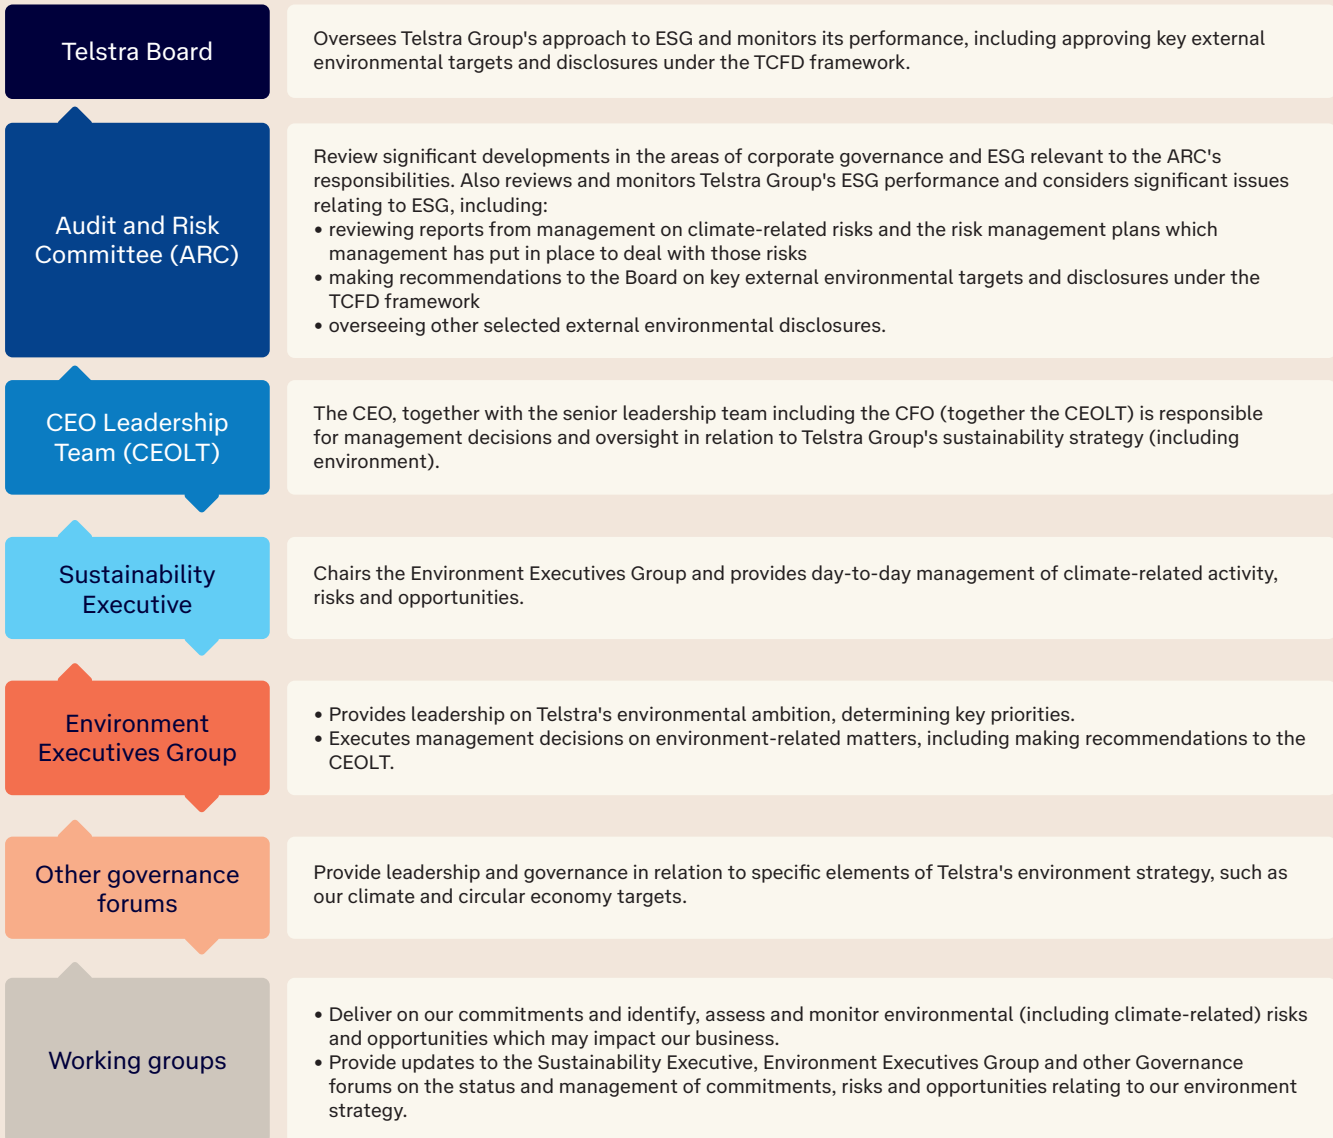 Telstra Board
Oversees Telstra Group's approach to ESG and monitors its performance, including approving key external
environmental targets and disclosures under the TCFD framework.
Audit and Risk
Committee (ARC)
Review significant developments in the areas of corporate governance and ESG relevant to the ARC's
responsibilities. Also reviews and monitors Telstra Group's ESG performance and considers significant issues
relating to ESG, including:
• reviewing reports from management on climate-related risks and the risk management plans which
management has put in place to deal with those risks
• making recommendations to the Board on key external environmental targets and disclosures under the
TCFD framework
• overseeing other selected external environmental disclosures.
CEO Leadership
Team (CEOLT)
The CEO, together with the senior leadership team including the CFO (together the CEOLT) is responsible
for management decisions and oversight in relation to Telstra Group's sustainability strategy (including
environment).
Sustainability
Executive
Chairs the Environment Executives Group and provides day-to-day management of climate-related activity,
risks and opportunities.
Environment
Executives Group
• Provides leadership on Telstra's environmental ambition, determining key priorities.
• Executes management decisions on environment-related matters, including making recommendations to the
CEOLT.
Other governance
forums
Provide leadership and governance in relation to specific elements of Telstra's environment strategy, such as
our climate and circular economy targets.
Working groups
• Deliver on our commitments and identify, assess and monitor environmental (including climate-related) risks
and opportunities which may impact our business.
• Provide updates to the Sustainability Executive, Environment Executives Group and other Governance
forums on the status and management of commitments, risks and opportunities relating to our environment
strategy.